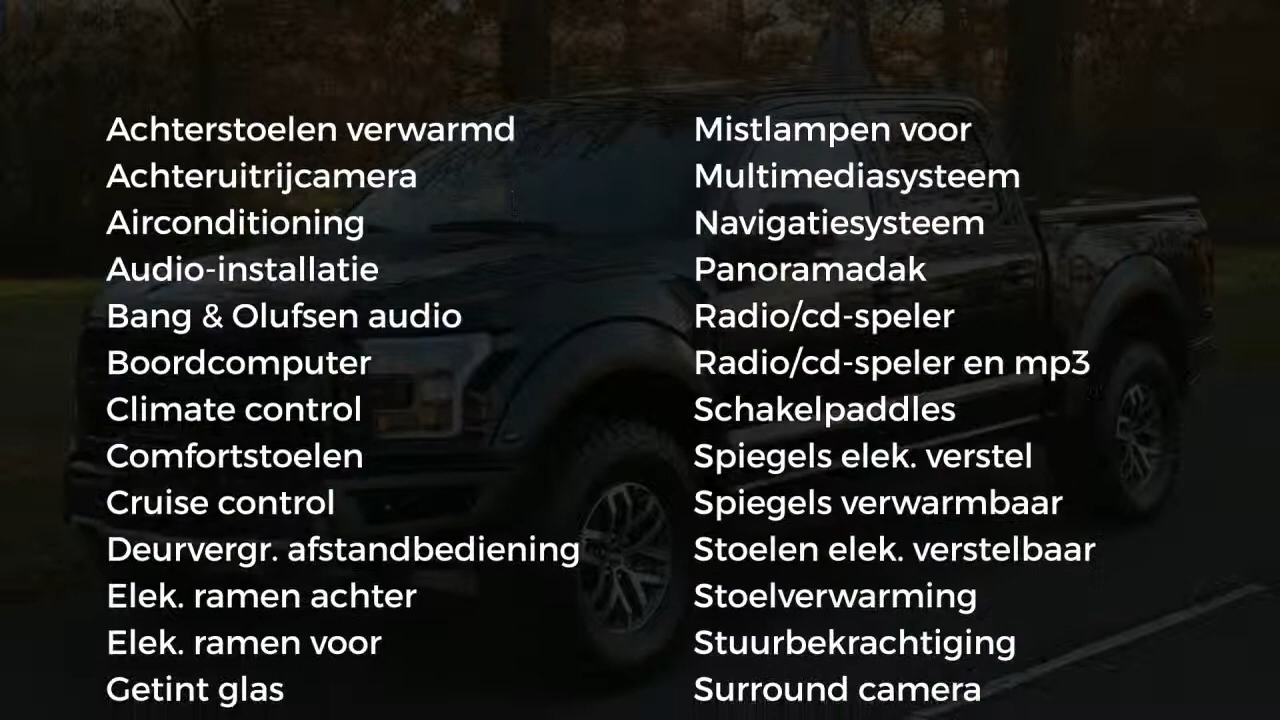 Achterstoelen verwarmd
Achteruitrijcamera
Airconditioning
Audio-installatie
Bang & Olufsen audio
Boordcomputer
Climate control
Comfortstoelen
Cruise control
Deurvergr. afstandbediening
Elek. ramen achter
Elek. ramen voor
Getint glas
Mistlampen voor
Multimediasysteem
Navigatiesysteem
Panoramadak
Radio/cd-speler
Radio/cd-speler en mp3
Schakelpaddles
Spiegels elek. verstel
Spiegels verwarmbaar
Stoelen elek. verstelbaar
Stoelverwarming
Stuurbekrachtiging
Surround camera